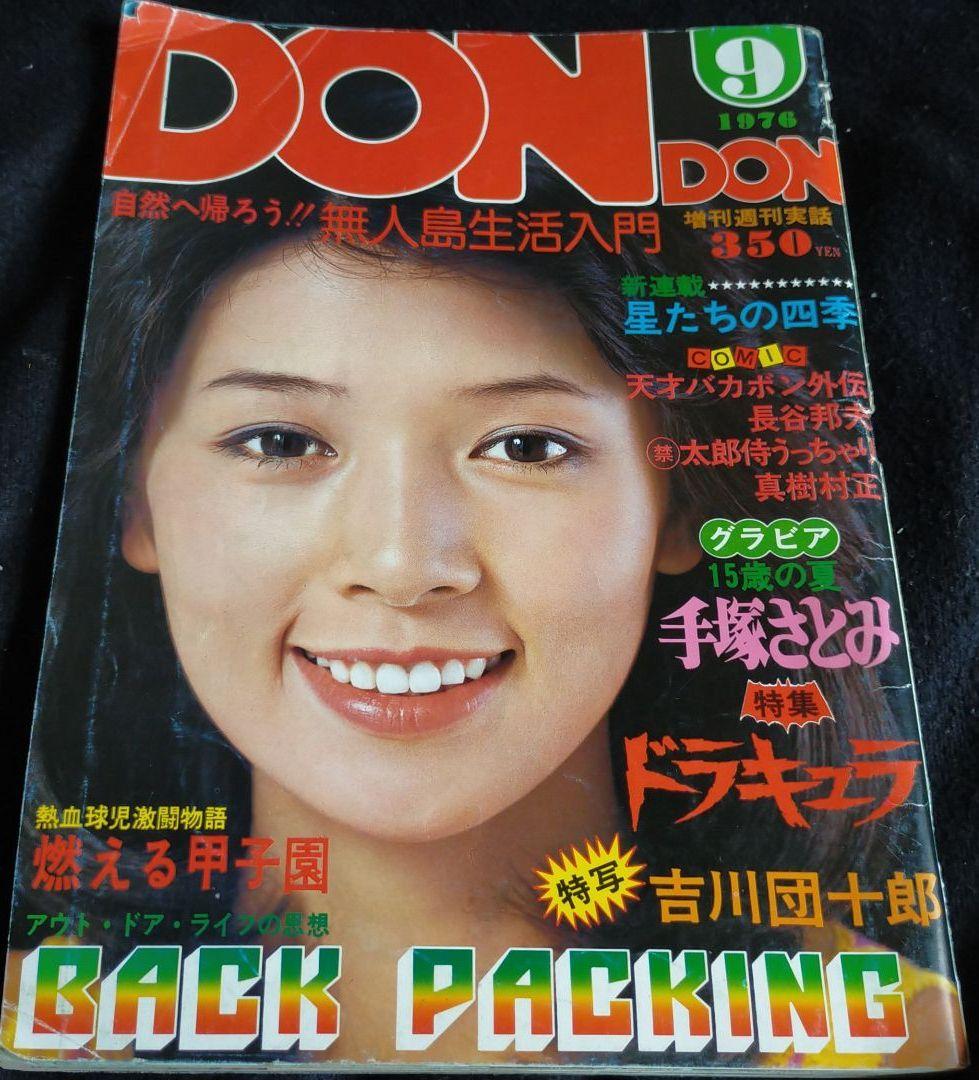 DON
9
1976
DON
増刊週刊実話
350YEN
自然へ帰ろう!! 無人島生活入門
新連載★★★★★★★★★★★
星たちの四季
COMIC
天才バカボン外伝
長谷邦夫
㊙禁太郎侍うっちゃり
真樹村正
グラビア
15歳の夏
手塚さとみ
特集
ドラキュラ
特写 吉川団十郎
熱血球児激闘物語
燃える甲子園
アウト・ドア・ライフの思想
BACK PACKING